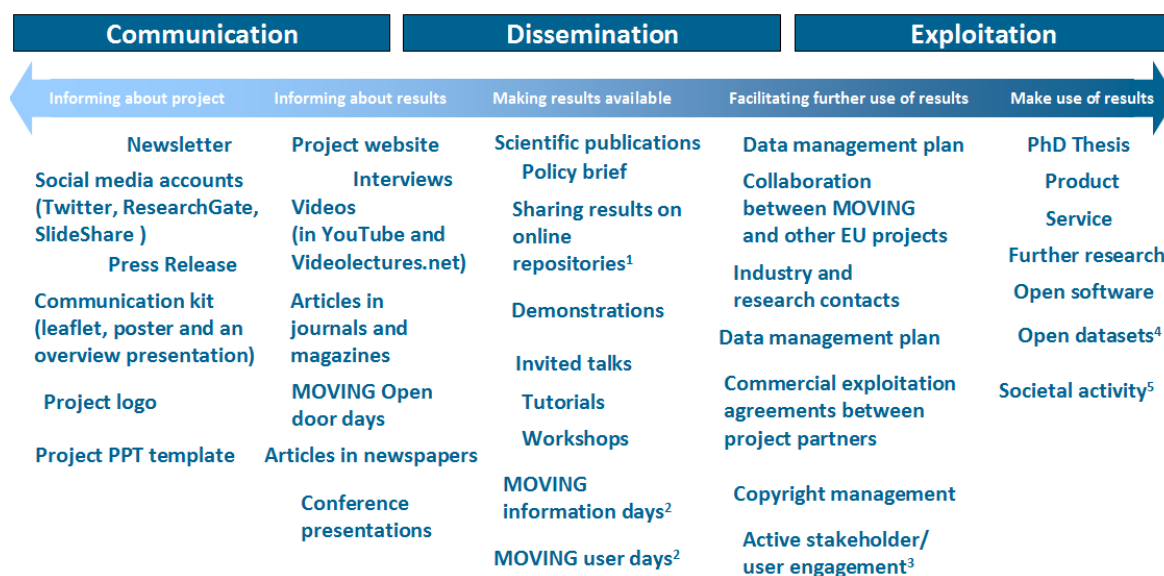 Communication
Dissemination
Exploitation
Informing about project
Informing about results
Making results available
Facilitating further use of results
Make use of results
Newsletter
Social media accounts
(Twitter, ResearchGate,
SlideShare )
Press Release
Communication kit
(leaflet, poster and an
overview presentation)
Project logo
Project PPT template
Project website
Interviews
Videos
(in YouTube and
Videolectures.net)
Articles in
journals and
magazines
MOVING Open
door days
Articles in newspapers
Conference
presentations
Scientific publications
Policy brief
Sharing results on
online
repositories¹
Demonstrations
Invited talks
Tutorials
Workshops
MOVING
information days²
MOVING user days²
Data management plan
Collaboration
between MOVING
and other EU projects
Industry and
research contacts
Data management plan
Commercial exploitation
agreements between
project partners
Copyright management
Active stakeholder/
user engagement³
PhD Thesis
Product
Service
Further research
Open software
Open datasets⁴
Societal activity⁵